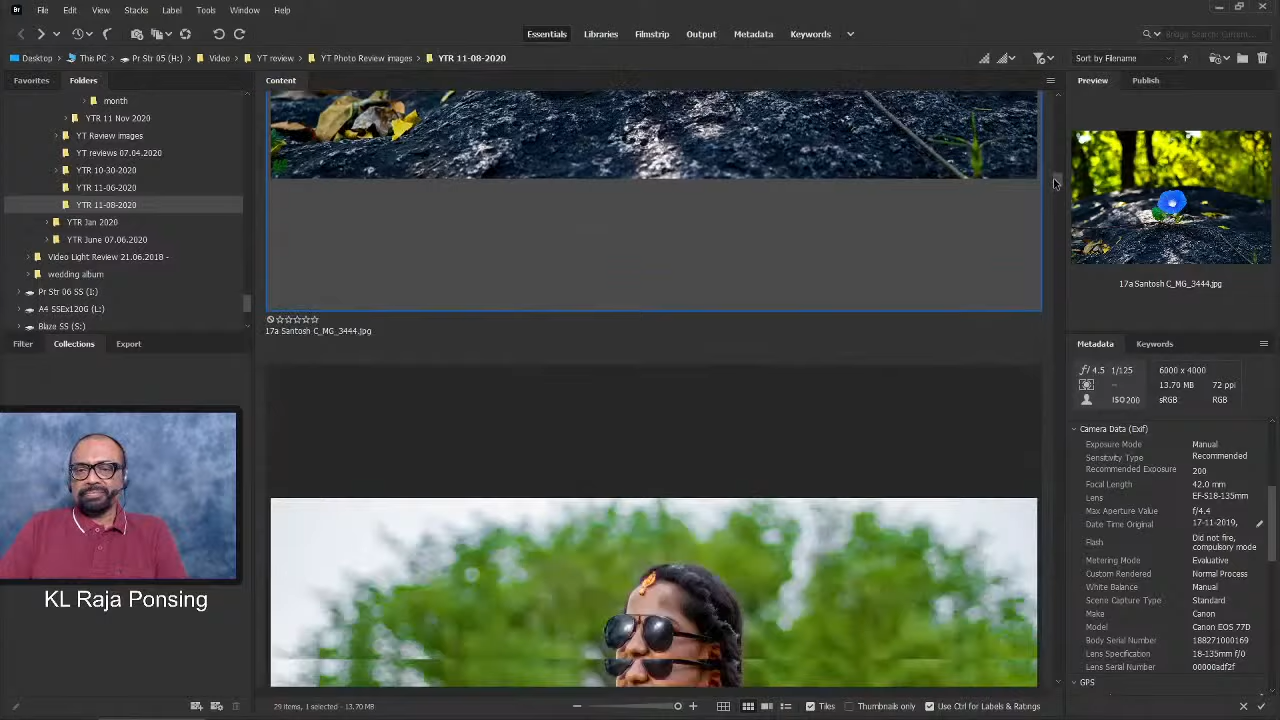 Br File Edit View Stacks Label Tools Window Help
Essentials Libraries Filmstrip Output Metadata Keywords
Bridge Search: Current...
Desktop This PC Pr Str 05 (H:) Video YT review YT Photo Review images YTR 11-08-2020
Sort by Filename
Favorites Folders
Content
Preview Publish
month
YTR 11 Nov 2020
YT Review images
YT reviews 07.04.2020
YTR 10-30-2020
YTR 11-06-2020
YTR 11-08-2020
YTR Jan 2020
YTR June 07.06.2020
Video Light Review 21.06.2018 -
wedding album
Pr Str 06 SS (I:)
A4 SSEx120G (L:)
Blaze SS (S:)
17a Santosh C_MG_3444.jpg
17a Santosh C_MG_3444.jpg
Filter Collections Export
KL Raja Ponsing
Metadata Keywords
f/ 4.5 1/125
--
ISO 200
6000 x 4000
13.70 MB 72 ppi
sRGB RGB
Camera Data (Exif)
Exposure Mode Manual
Sensitivity Type Recommended
Recommended Exposure 200
Focal Length 42.0 mm
Lens EF-S18-135mm
Max Aperture Value f/4.4
Date Time Original 17-11-2019,
Flash Did not fire, compulsory mode
Metering Mode Evaluative
Custom Rendered Normal Process
White Balance Manual
Scene Capture Type Standard
Make Canon
Model Canon EOS 77D
Body Serial Number 188271000169
Lens Specification 18-135mm f/0
Lens Serial Number 00000adf2f
GPS
29 items, 1 selected - 13.70 MB
Tiles Thumbnails only Use Ctrl for Labels & Ratings